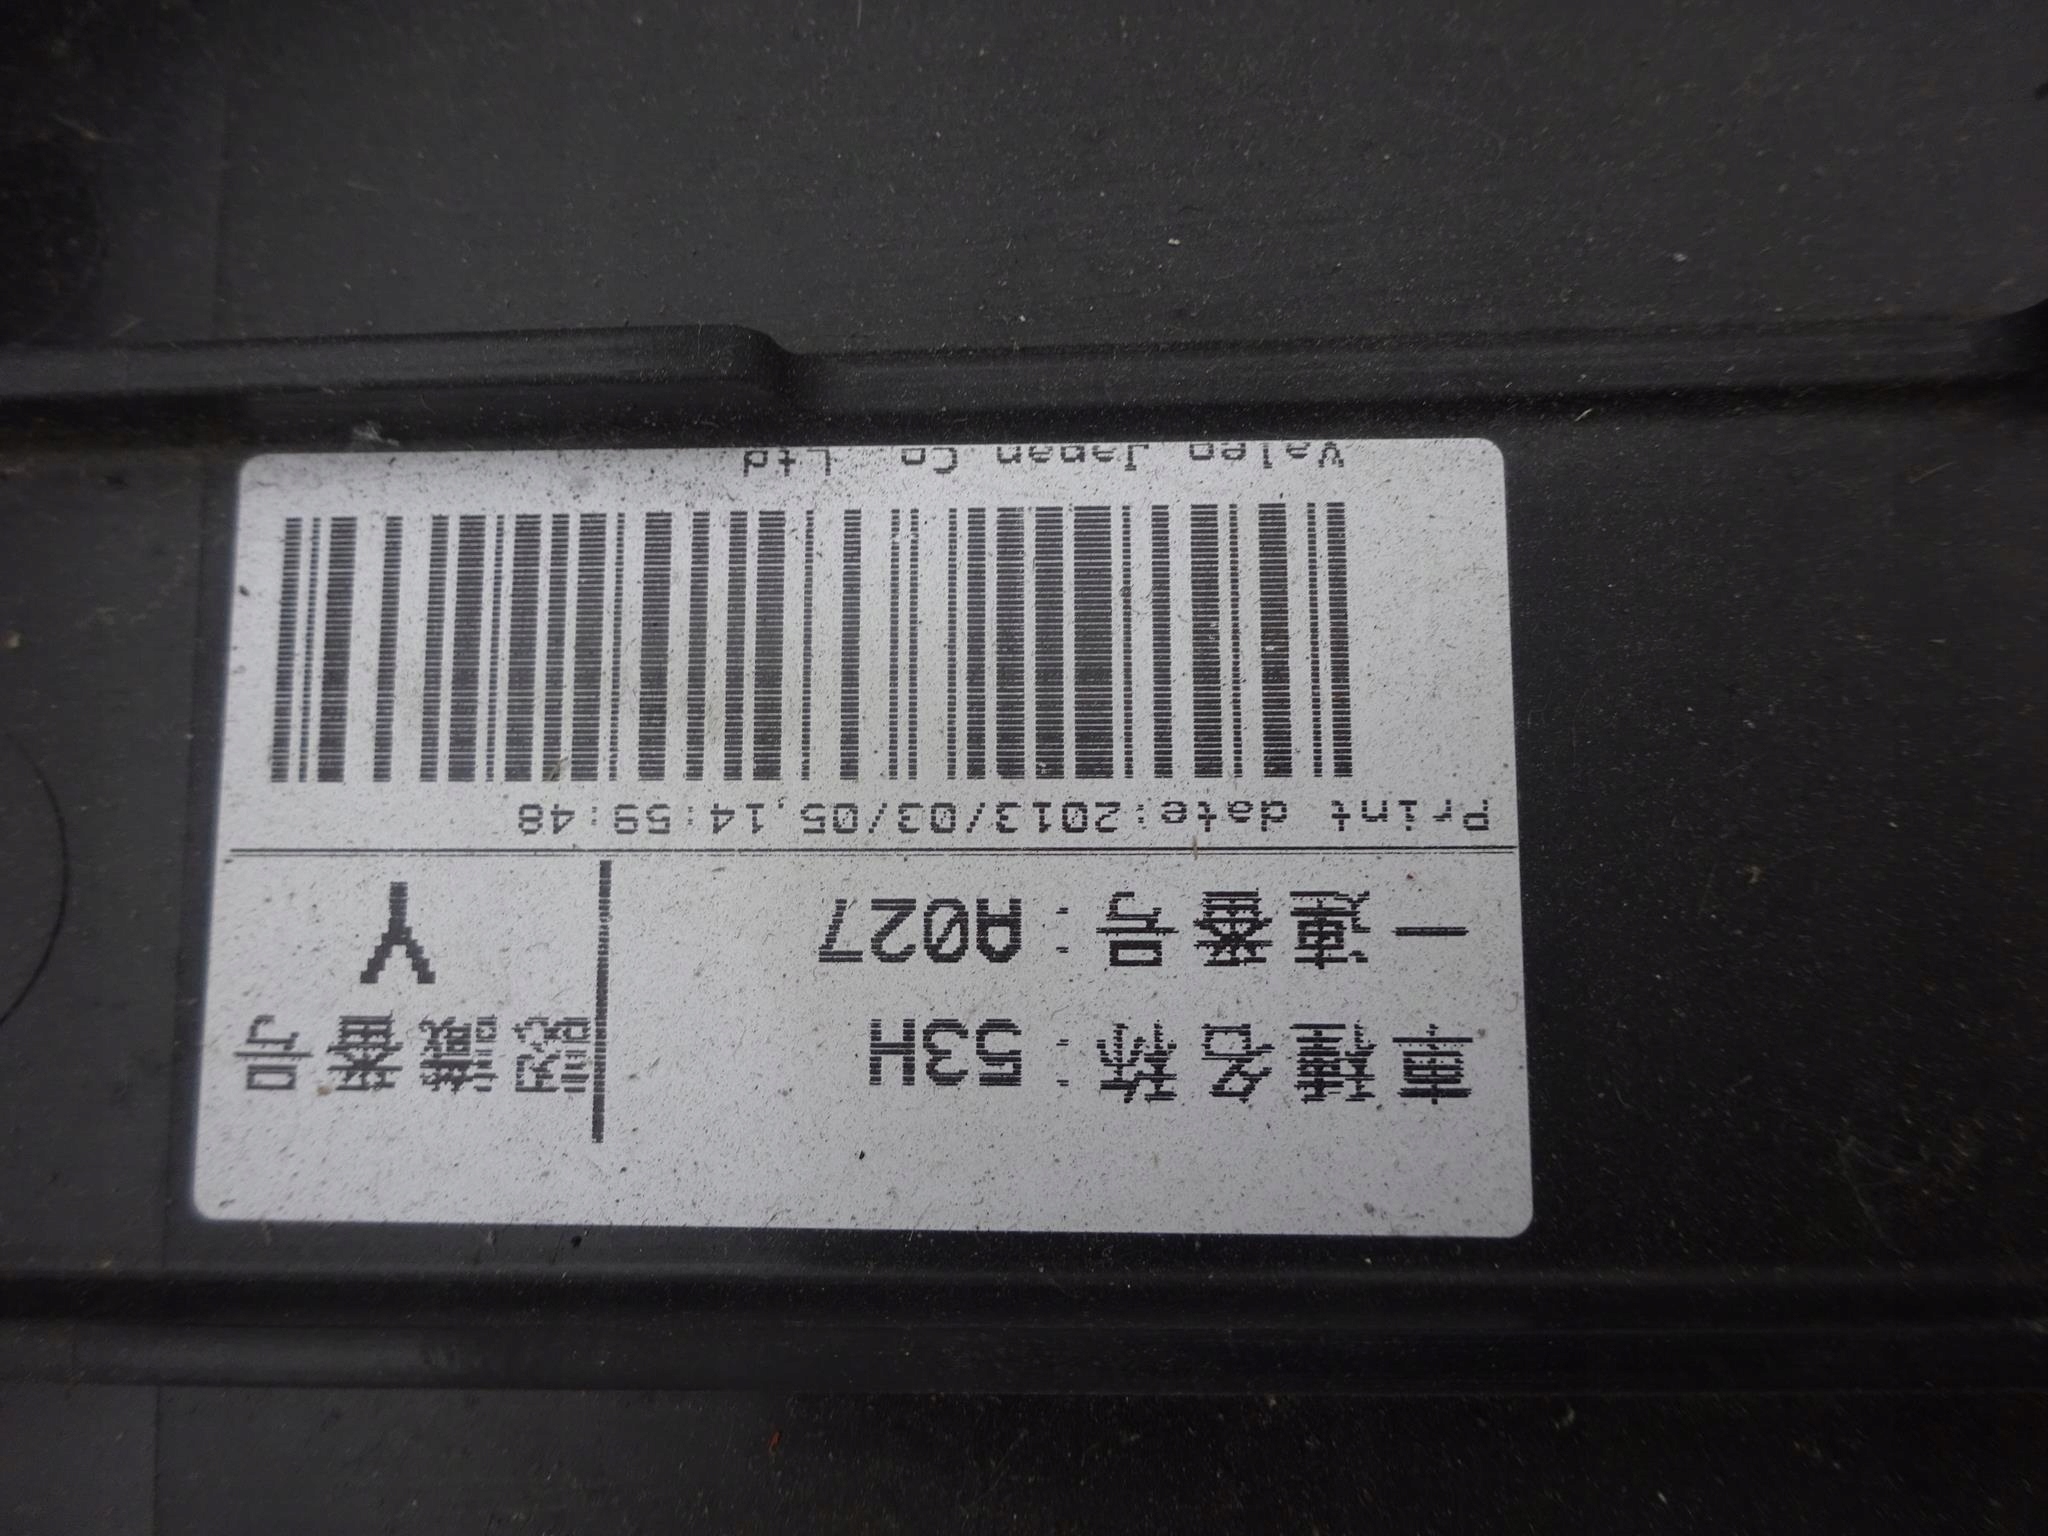 車種名称:53H
認識番号
一連番号:A027
Y
Print date:2013/03/05,14:59:48
Valeo Japan Co. Ltd